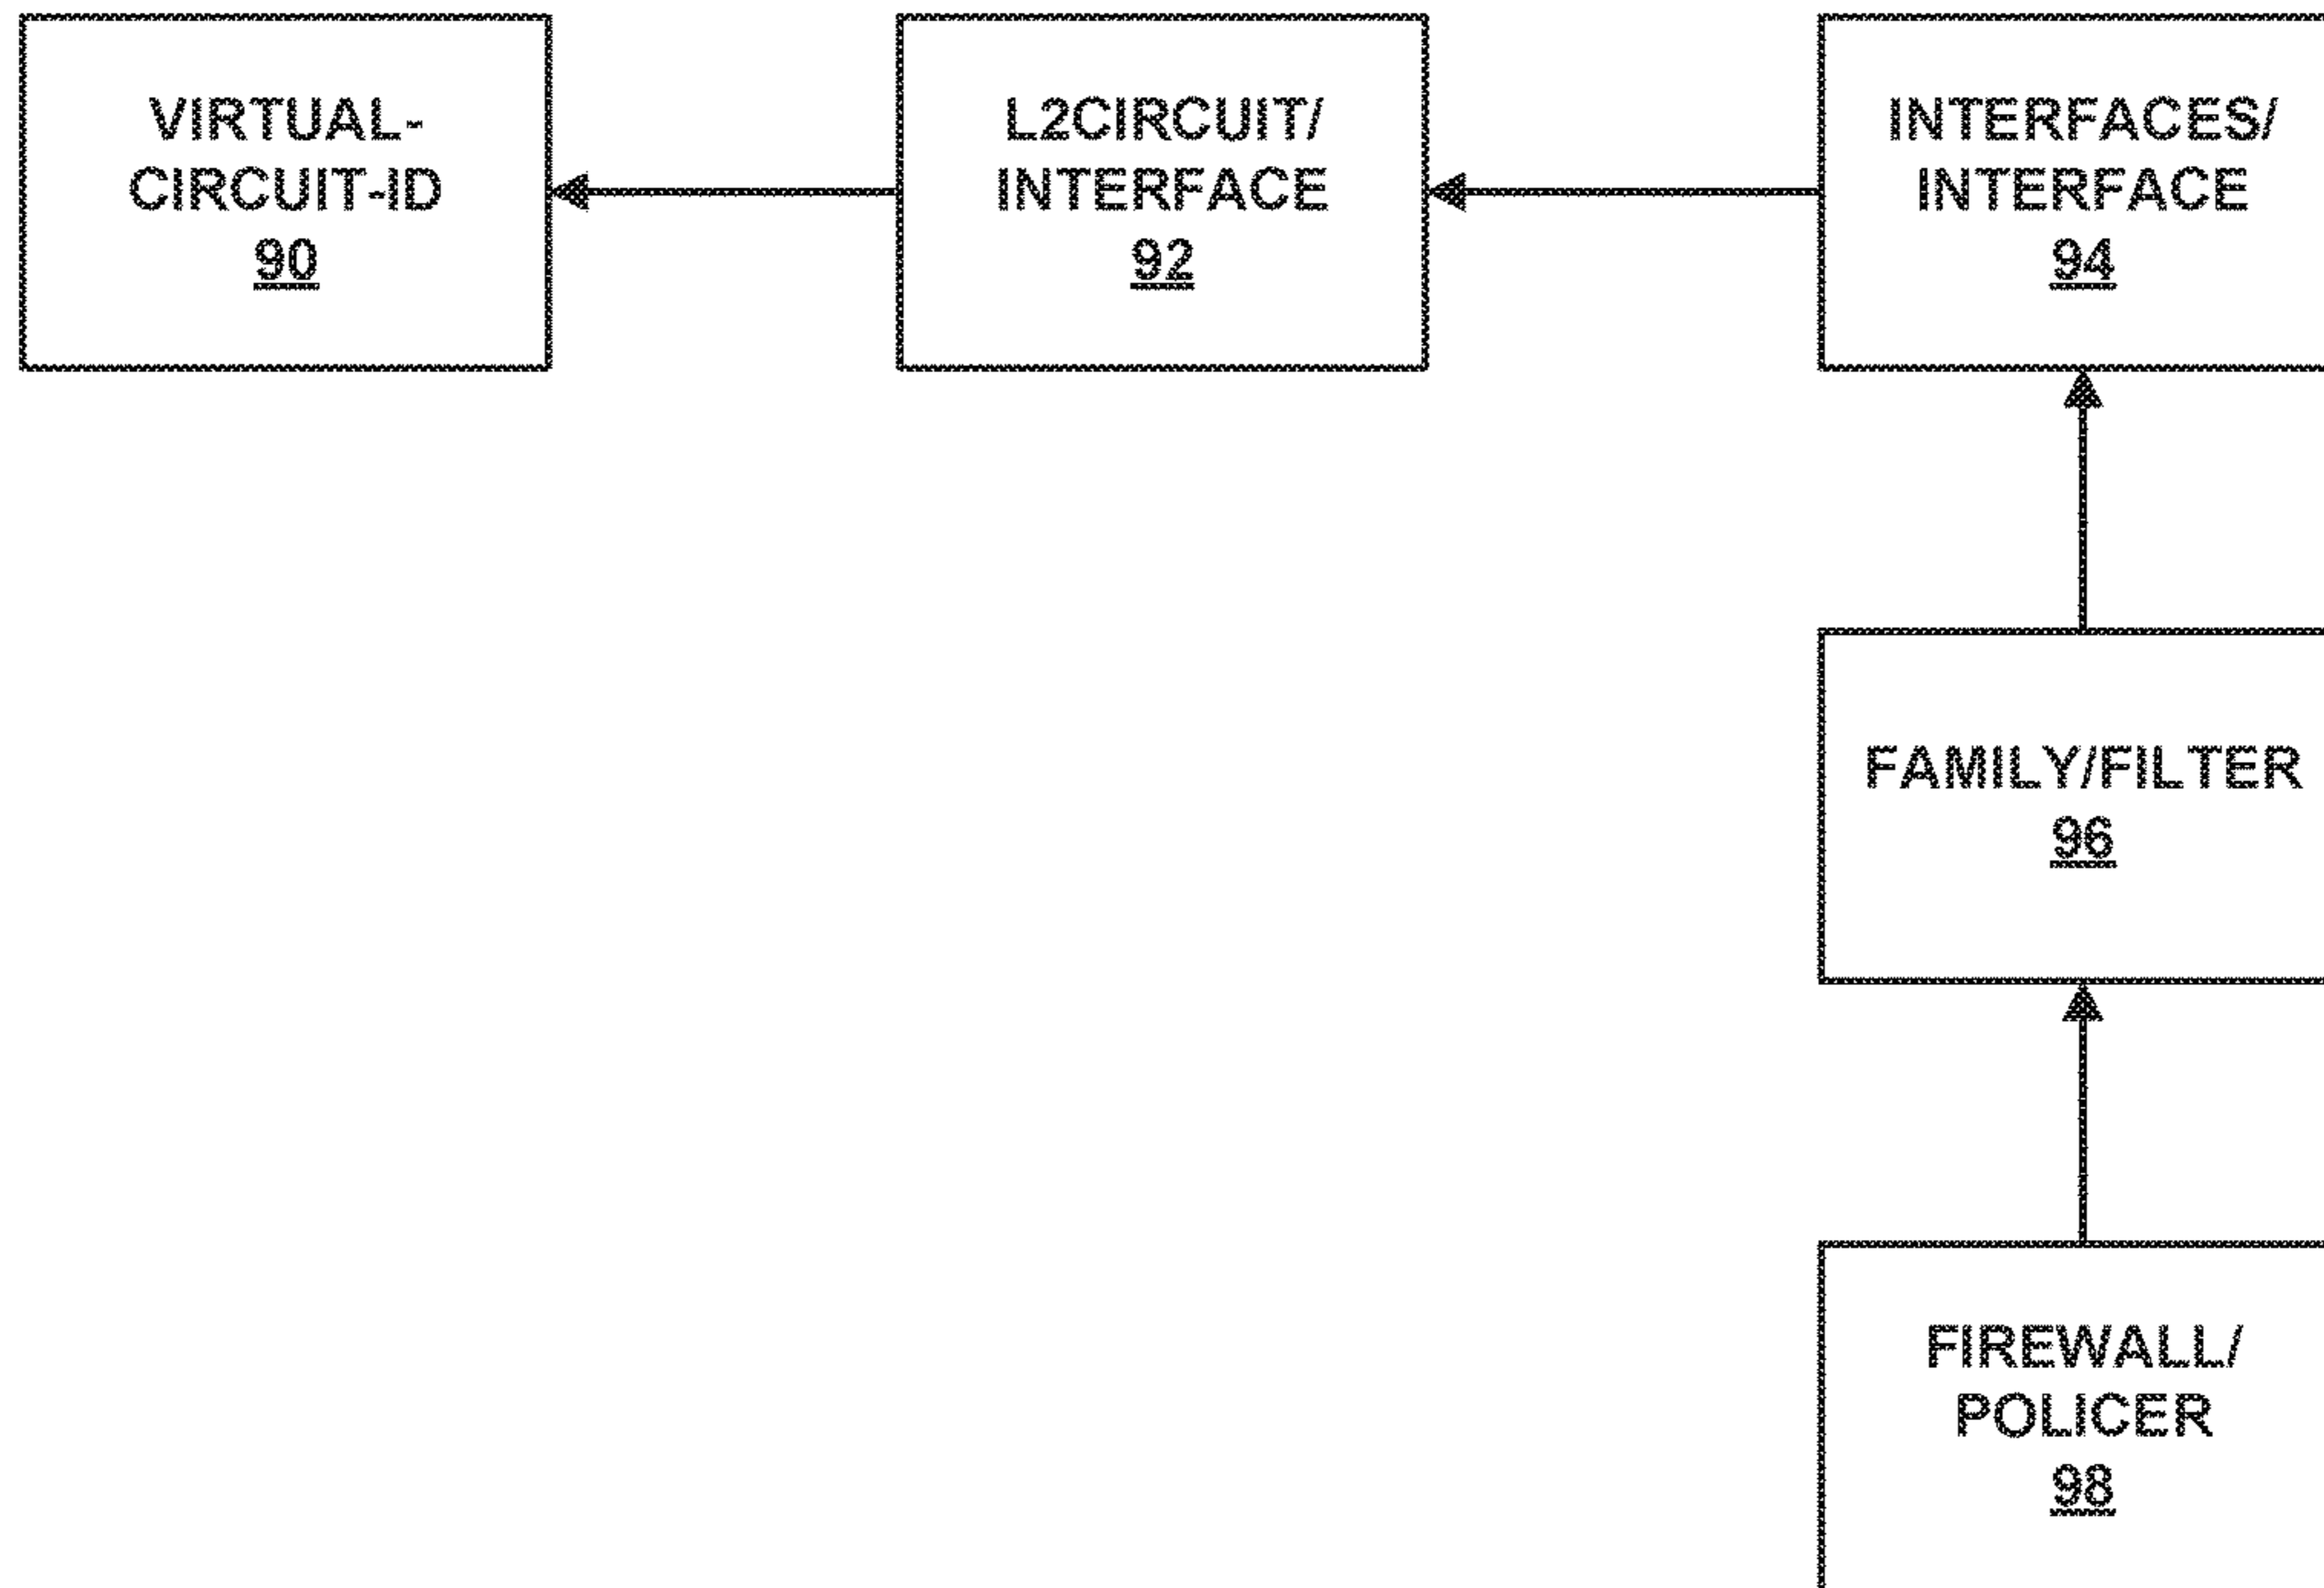 VIRTUAL-
CIRCUIT-ID
90
L2CIRCUIT/
INTERFACE
92
INTERFACES/
INTERFACE
94
FAMILY/FILTER
96
FIREWALL/
POLICER
98